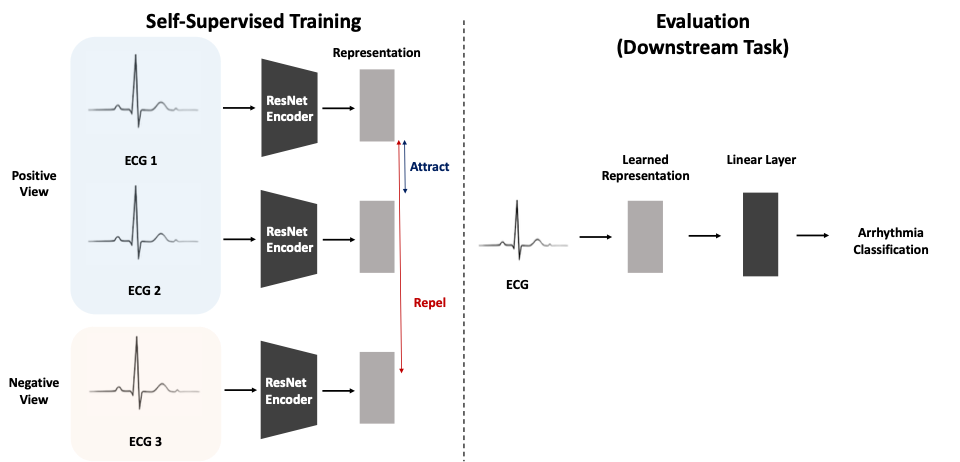 Self-Supervised Training
Representation
ResNet
Encoder
ECG 1
Attract
Positive
View
ResNet
Encoder
ECG 2
Repel
Negative
View
ResNet
Encoder
ECG 3
Evaluation
(Downstream Task)
Learned
Representation
Linear Layer
ECG
Arrhythmia
Classification